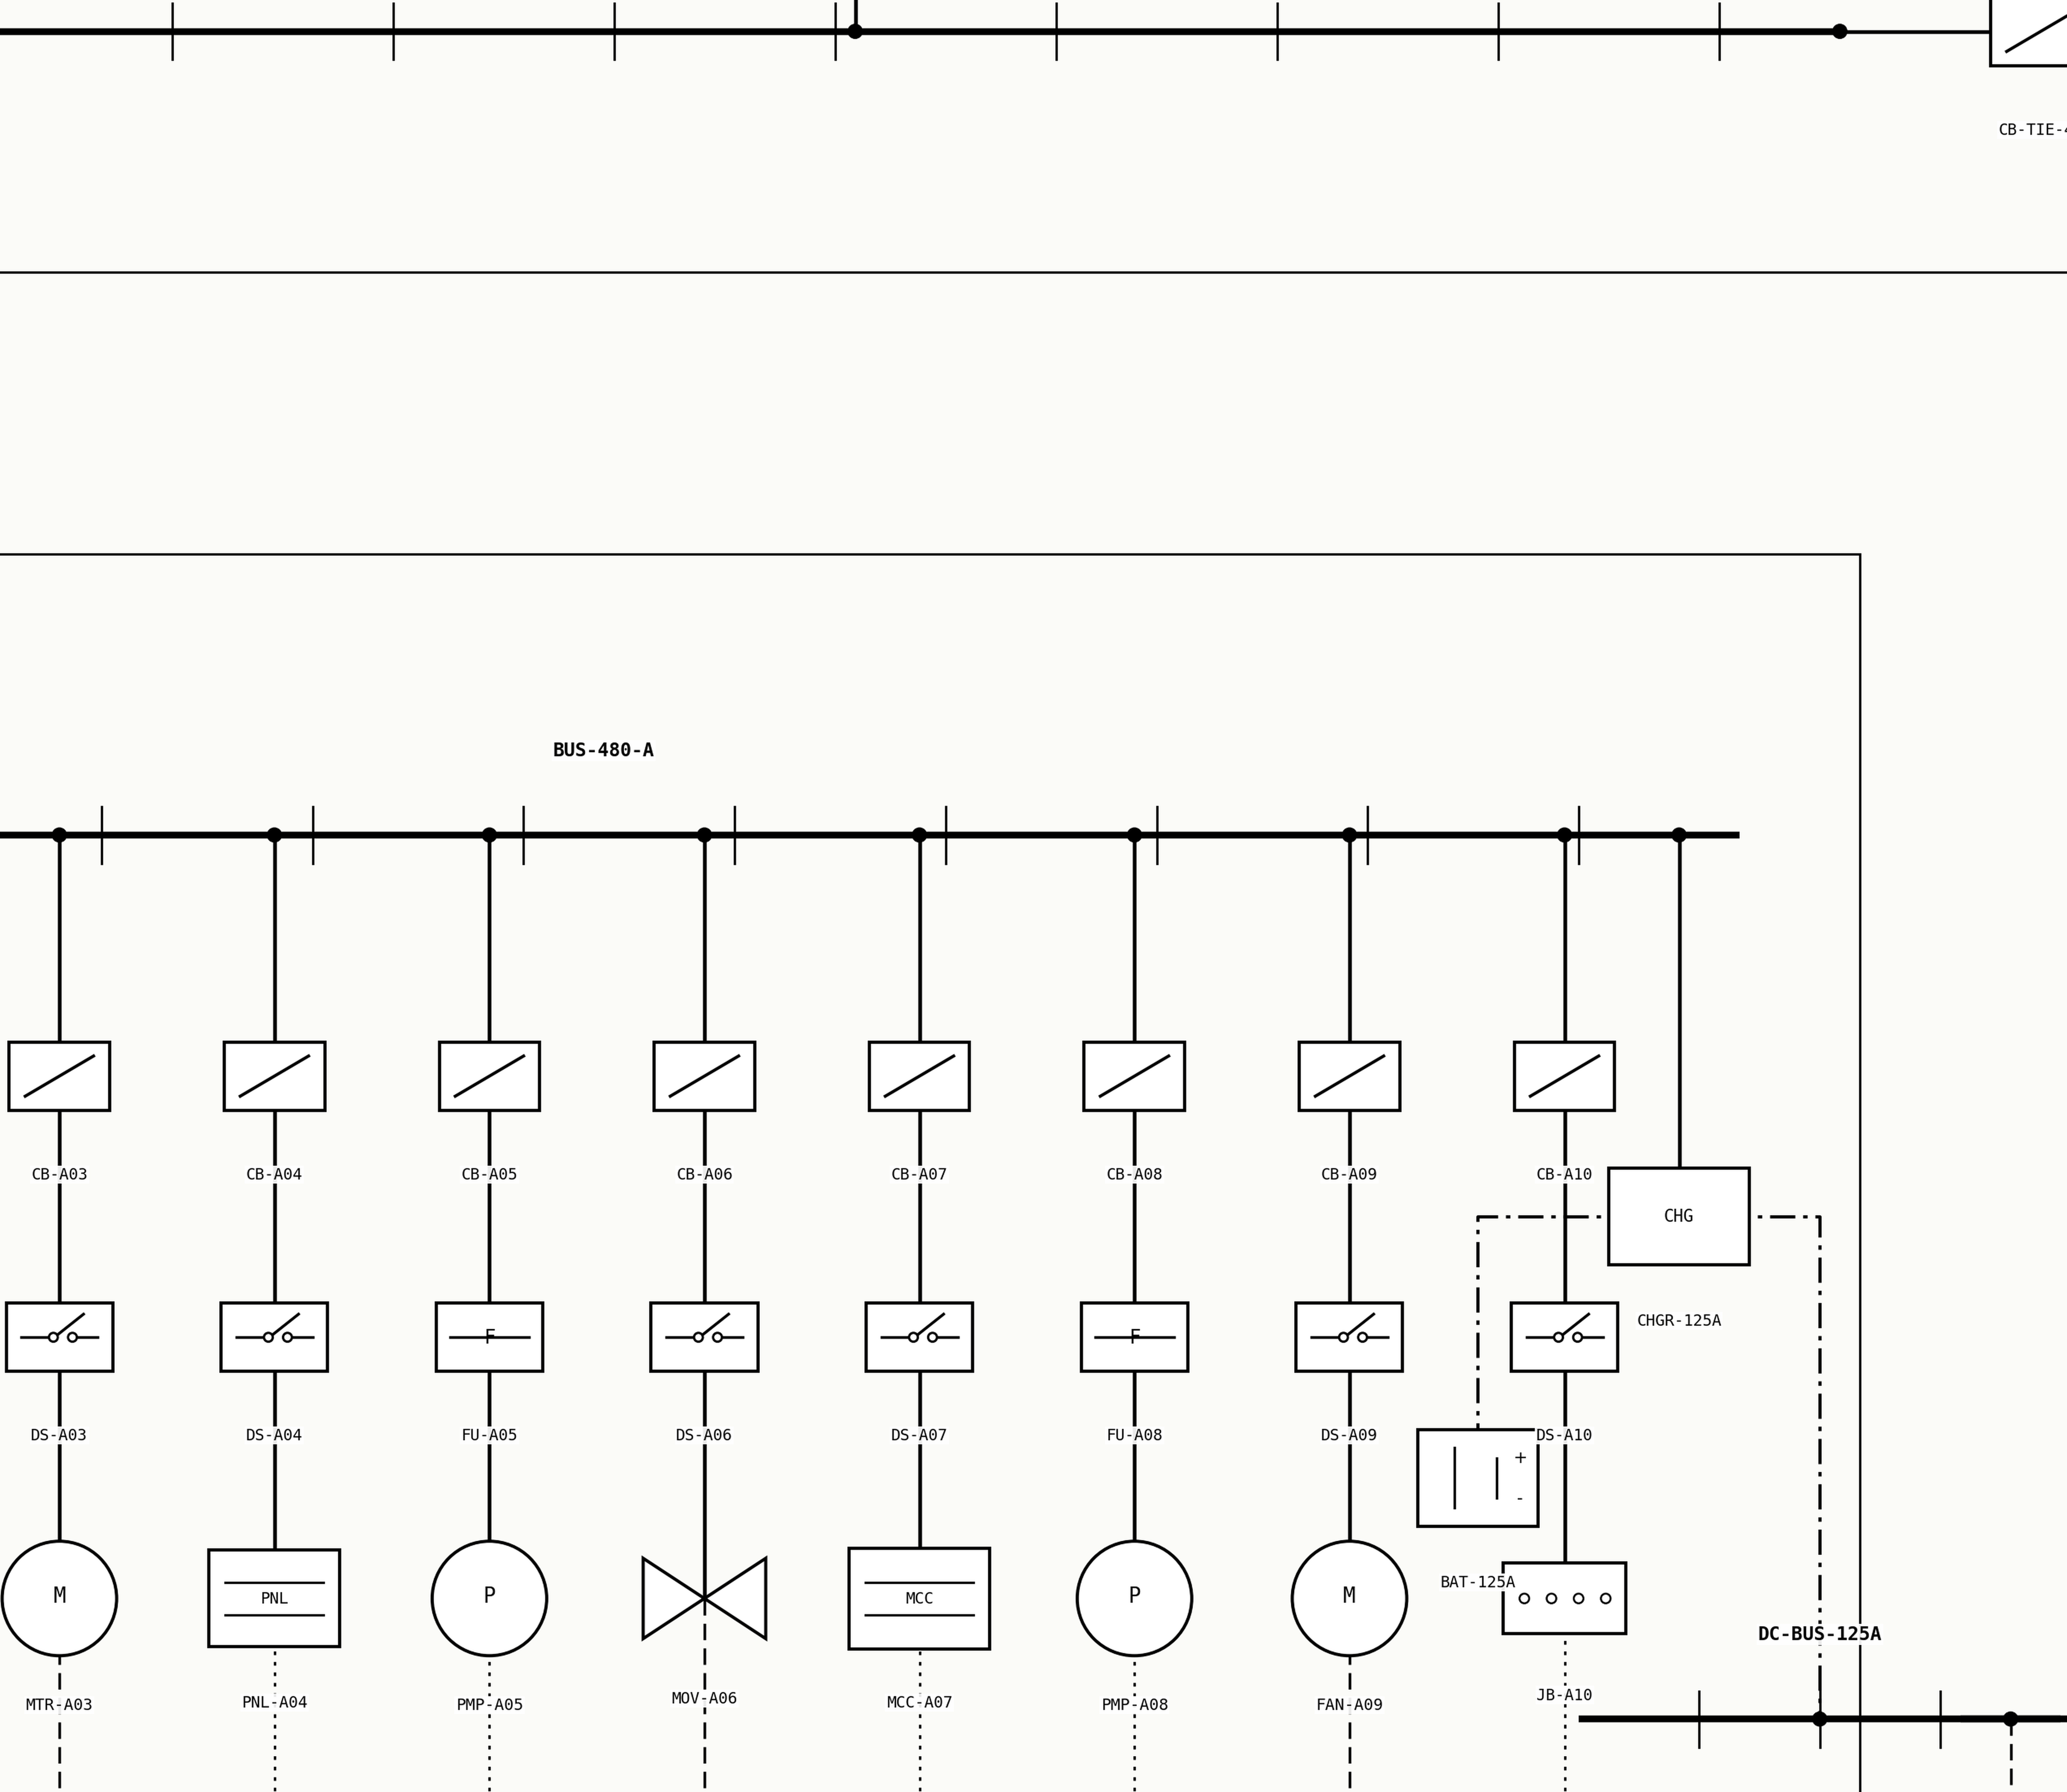 CB-TIE-4
BUS-480-A
CB-A03
CB-A04
CB-A05
CB-A06
CB-A07
CB-A08
CB-A09
CB-A10
CHG
CHGR-125A
F
F
DS-A03
DS-A04
FU-A05
DS-A06
DS-A07
FU-A08
DS-A09
DS-A10
+
-
M
PNL
P
MCC
P
M
BAT-125A
DC-BUS-125A
MTR-A03
PNL-A04
PMP-A05
MOV-A06
MCC-A07
PMP-A08
FAN-A09
JB-A10